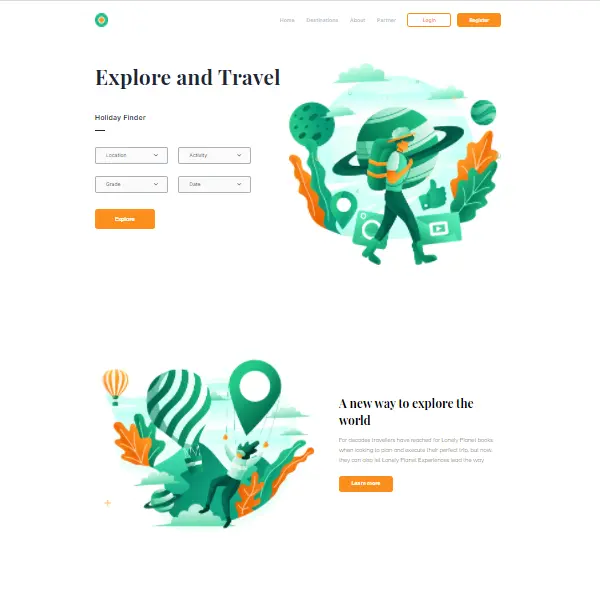 Home Destinations About Partner Login Register
Explore and Travel
Holiday Finder
Location Activity
Grade Date
Explore
A new way to explore the
world
For decades travellers have reached for Lonely Planet books
when looking to plan and execute their perfect trip, but now,
they can also let Lonely Planet Experiences lead the way
Learn more